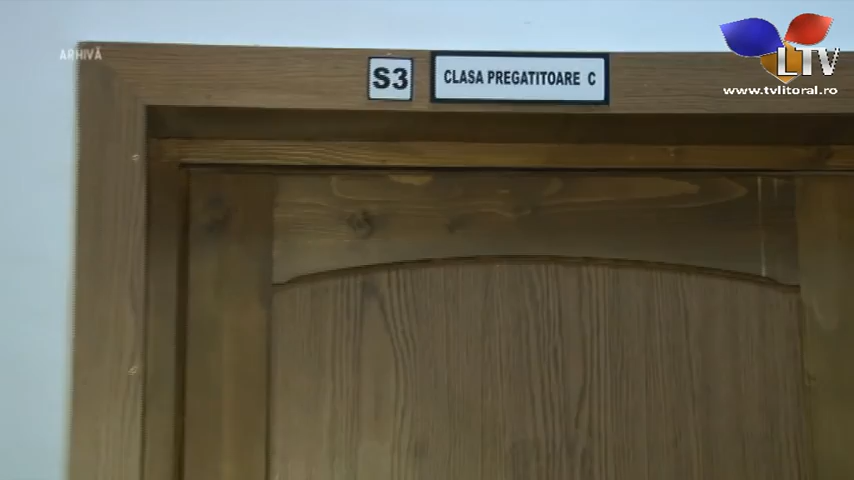 ARHIVĂ
S3
CLASA PREGATITOARE C
LTV
www.tvlitoral.ro